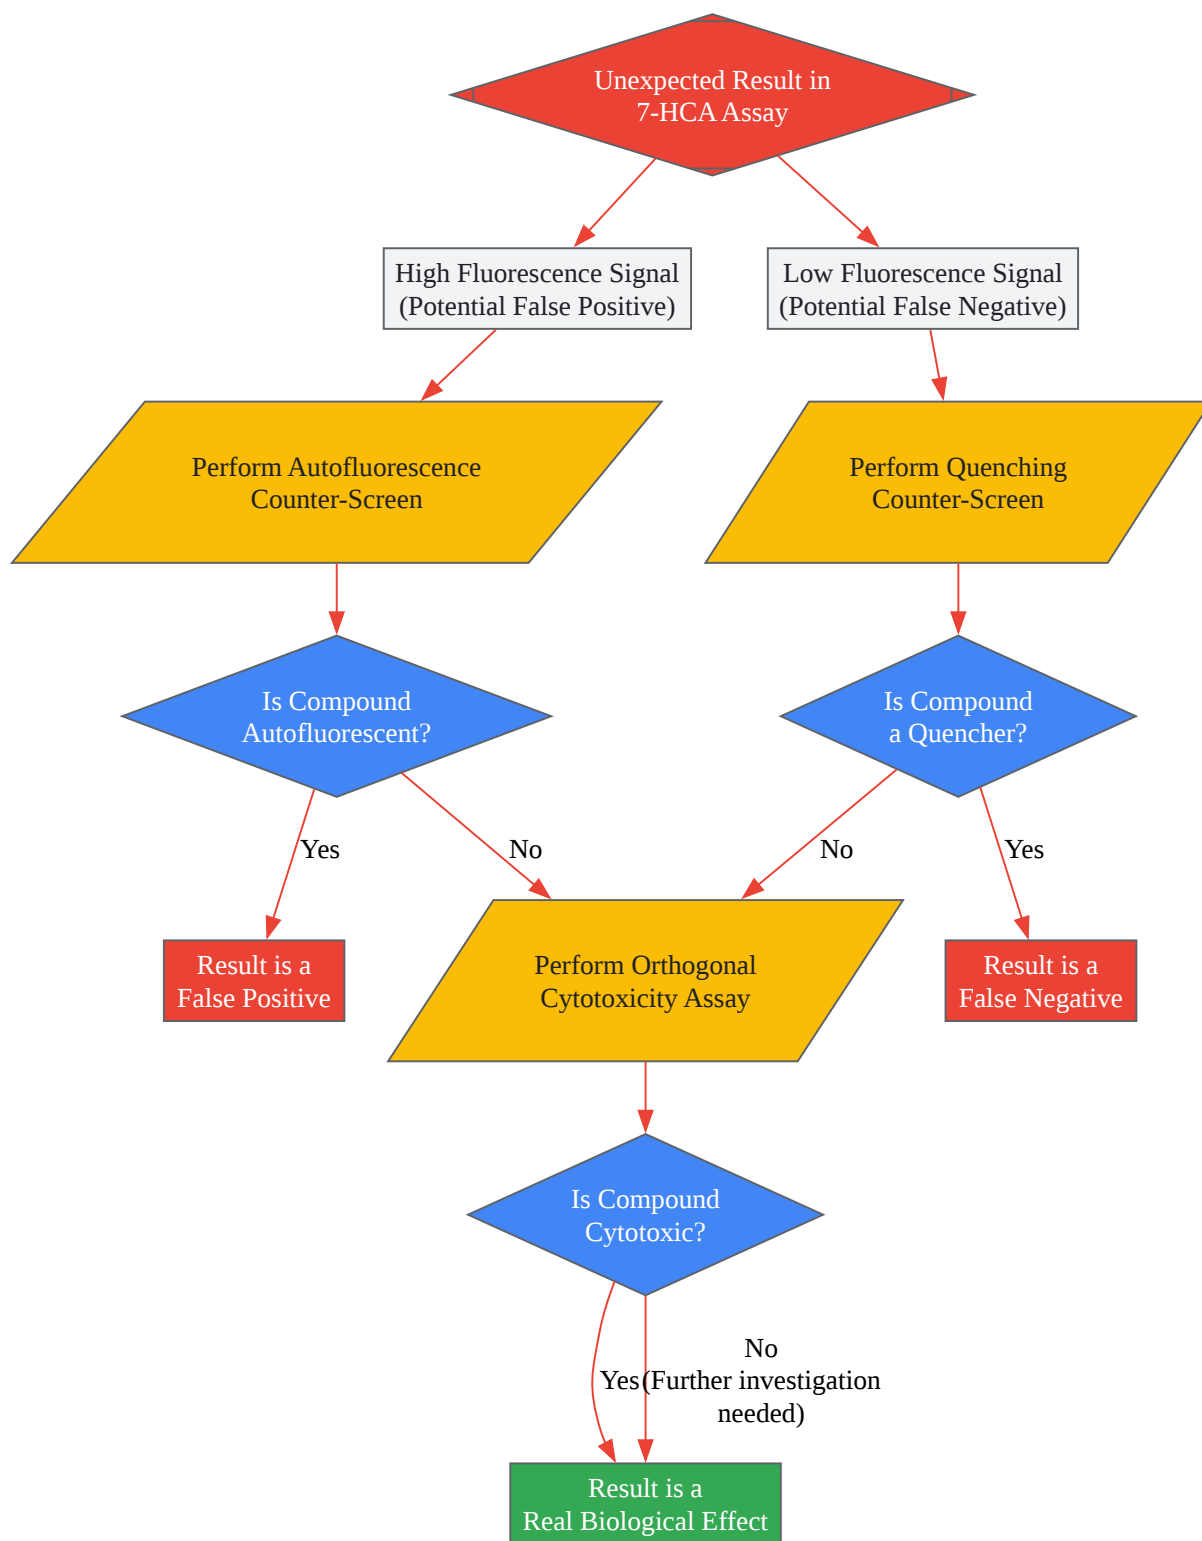 Unexpected Result in
7-HCA Assay
High Fluorescence Signal
(Potential False Positive)
Low Fluorescence Signal
(Potential False Negative)
Perform Autofluorescence
Counter-Screen
Perform Quenching
Counter-Screen
Is Compound
Autofluorescent?
Is Compound
a Quencher?
Yes
No
No
Yes
Result is a
False Positive
Perform Orthogonal
Cytotoxicity Assay
Result is a
False Negative
Is Compound
Cytotoxic?
Yes
No
(Further investigation
needed)
Result is a
Real Biological Effect